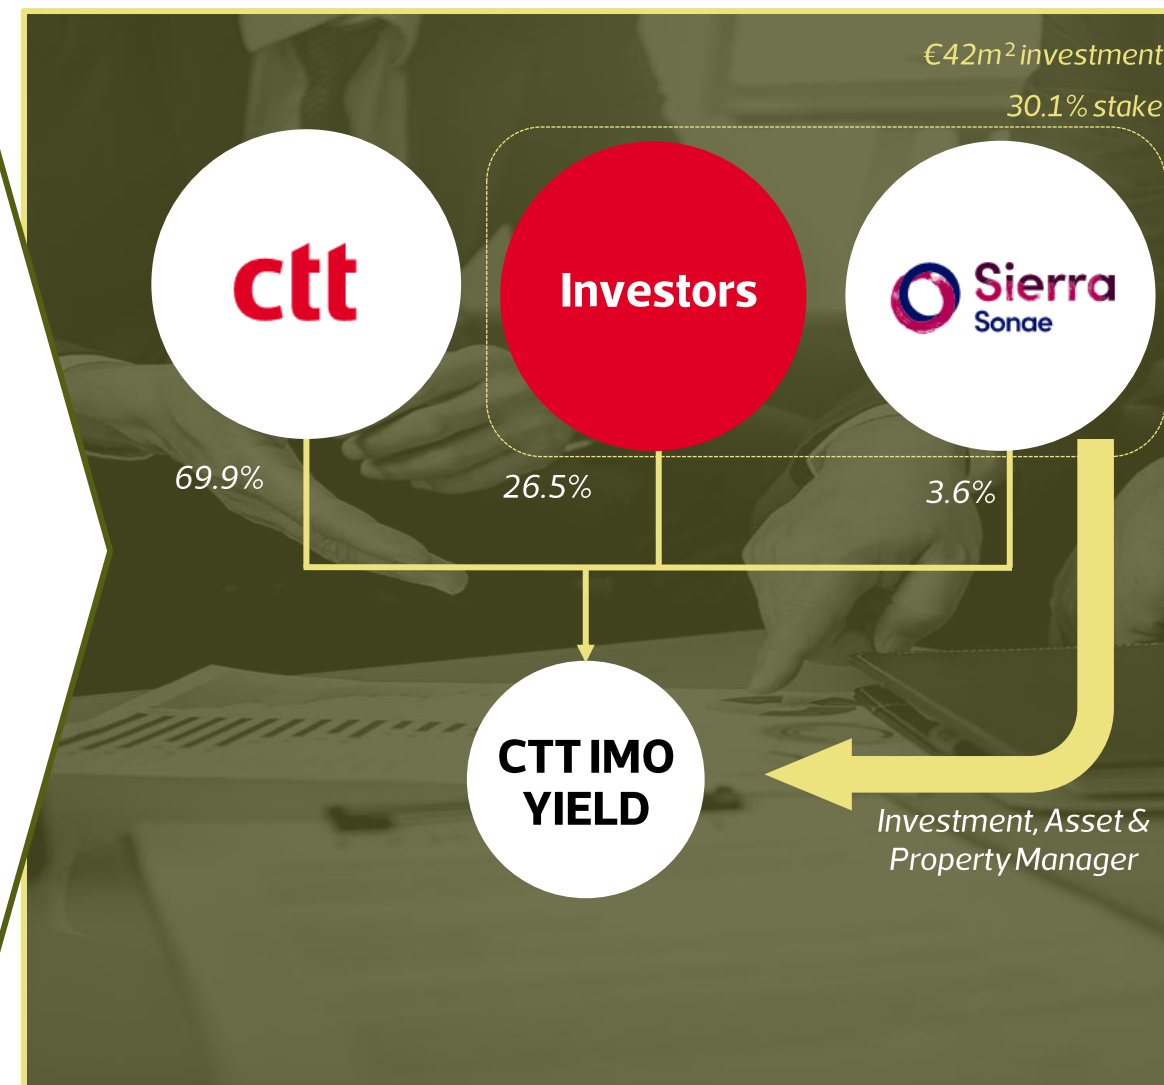 €42m² investment
30.1% stake
ctt
Investors
Sierra
Sonae
69.9%
26.5%
3.6%
CTT IMO
YIELD
Investment, Asset &
Property Manager